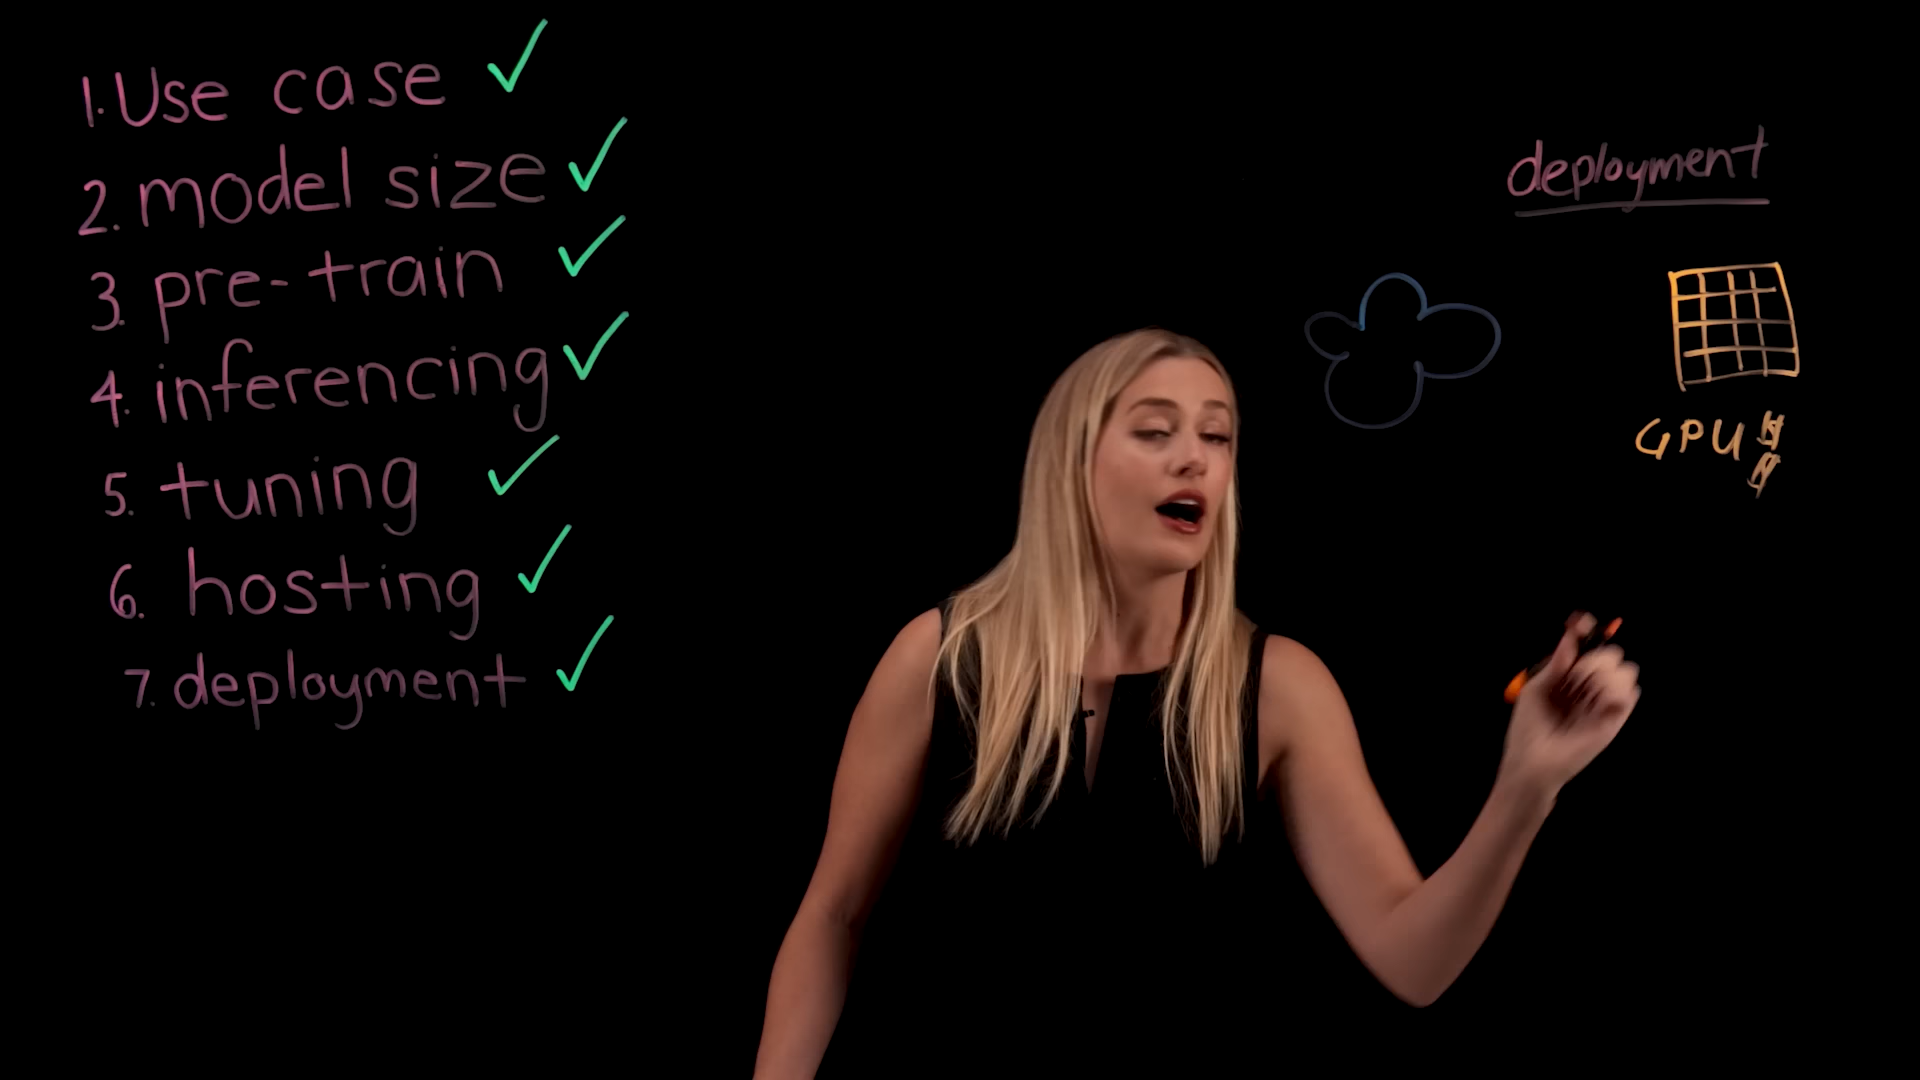 1. Use case ✓
2. model size ✓
3. pre-train ✓
4. inferencing ✓
5. tuning ✓
6. hosting ✓
7. deployment ✓
deployment
GPU